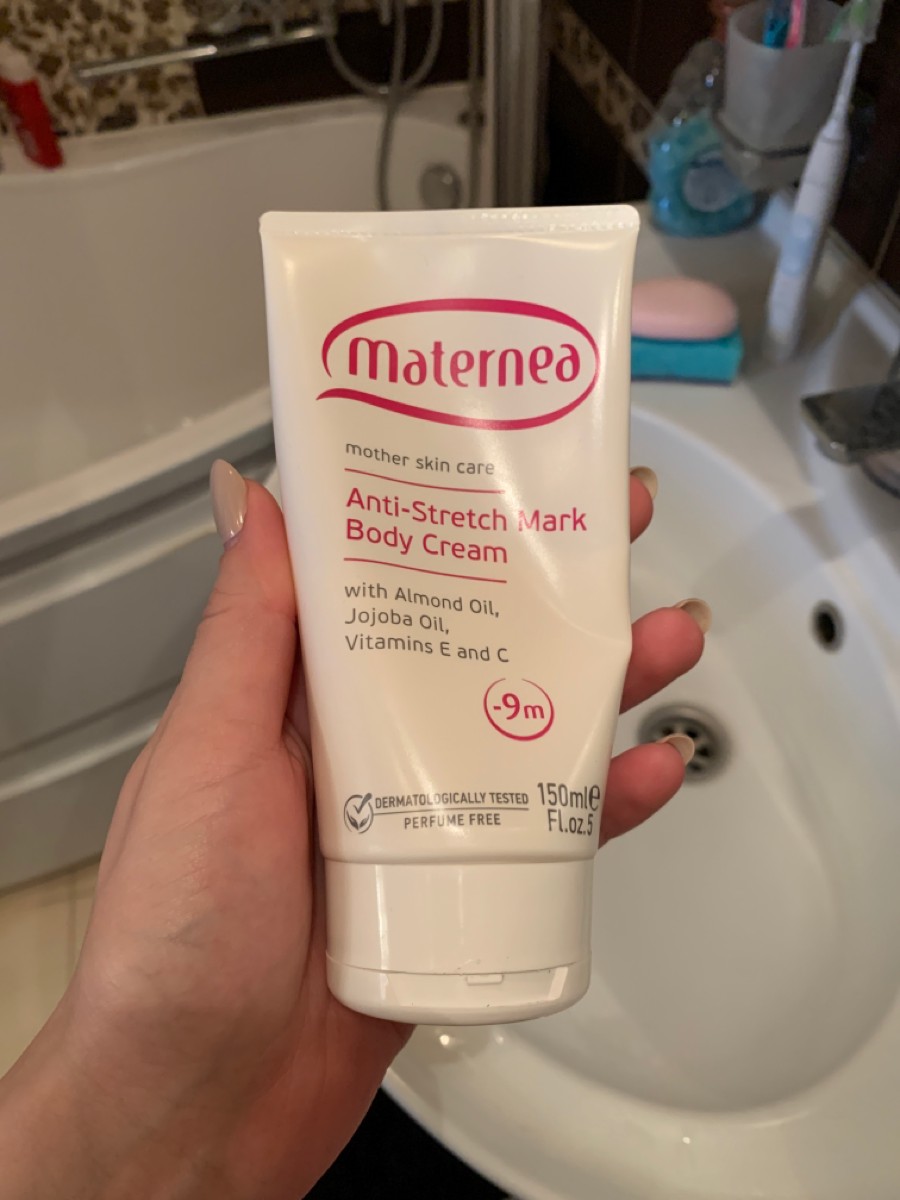 maternea
mother skin care
Anti-Stretch Mark
Body Cream
with Almond Oil,
Jojoba Oil,
Vitamins E and C
-9m
DERMATOLOGICALLY TESTED
PERFUME FREE
150ml℮
Fl.oz.5